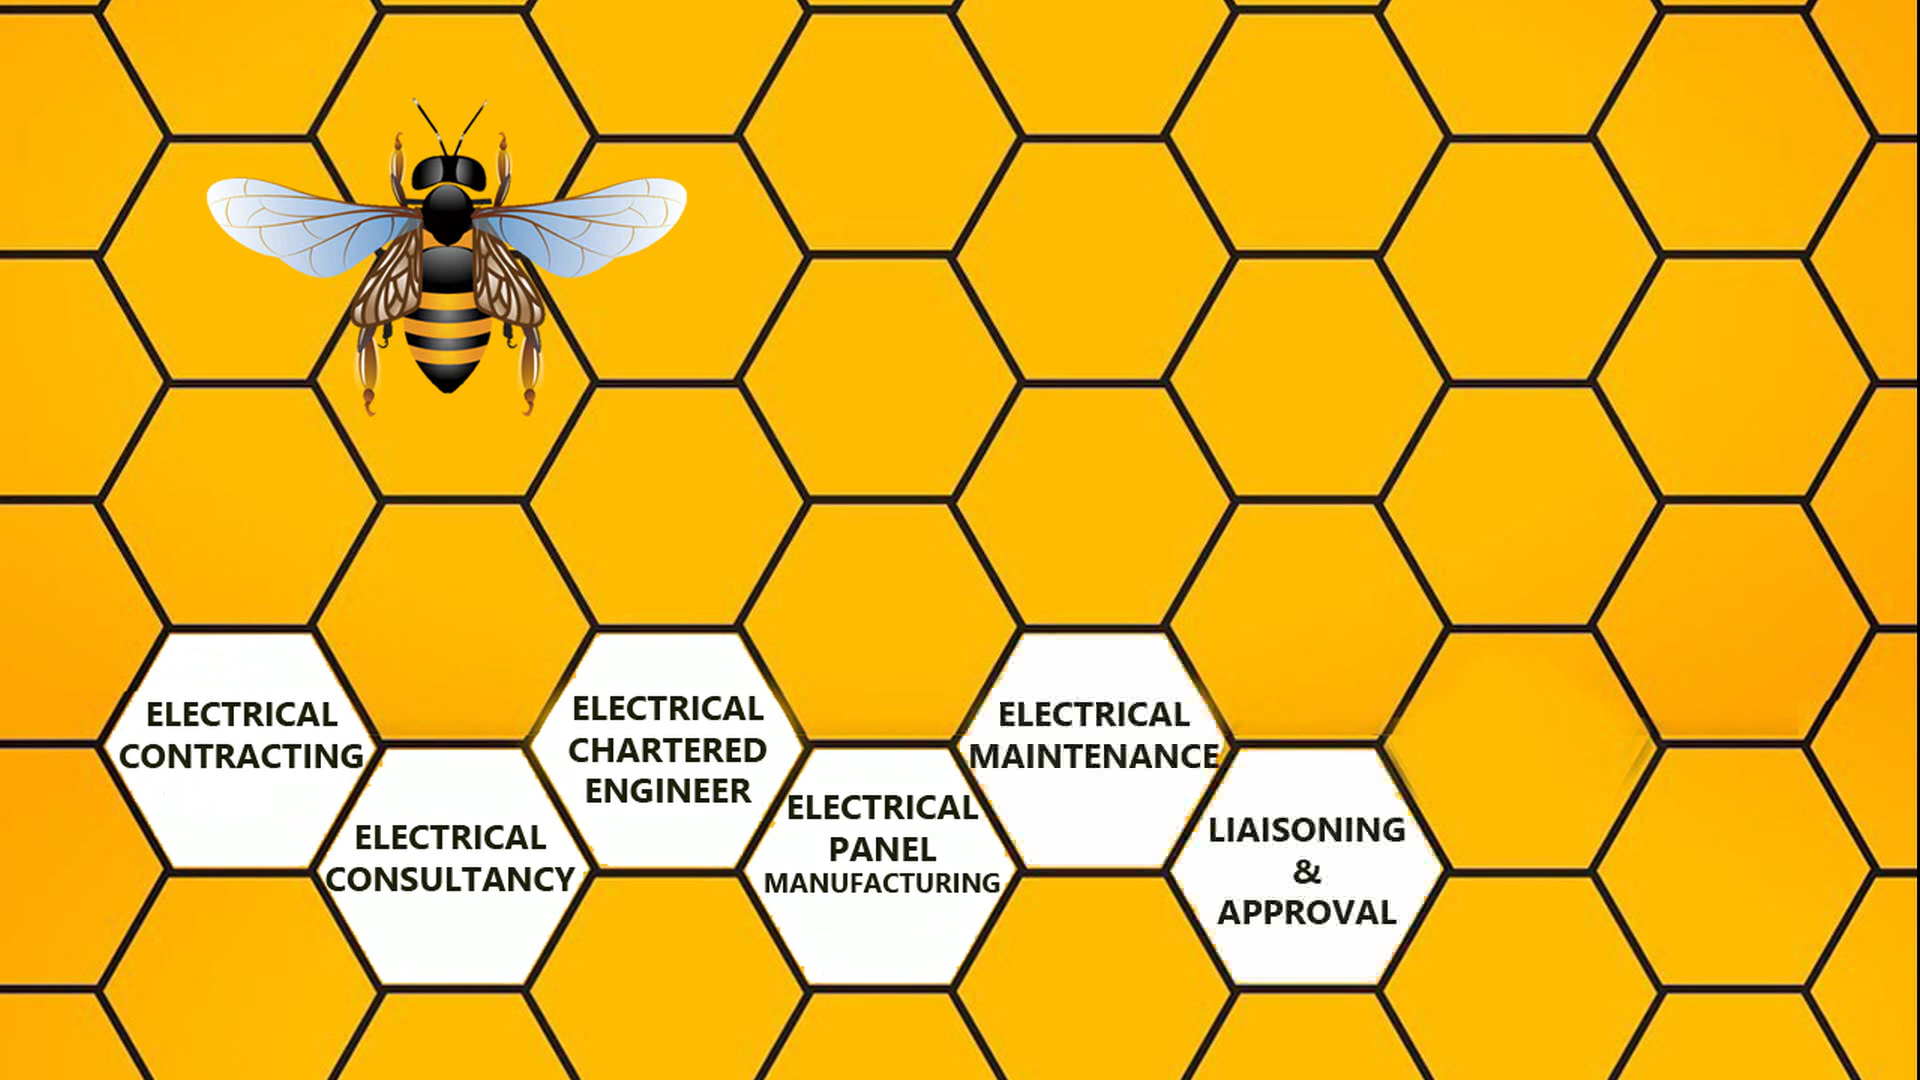 ELECTRICAL
CONTRACTING
ELECTRICAL
CONSULTANCY
ELECTRICAL
CHARTERED
ENGINEER
ELECTRICAL
PANEL
MANUFACTURING
ELECTRICAL
MAINTENANCE
LIAISONING
&
APPROVAL